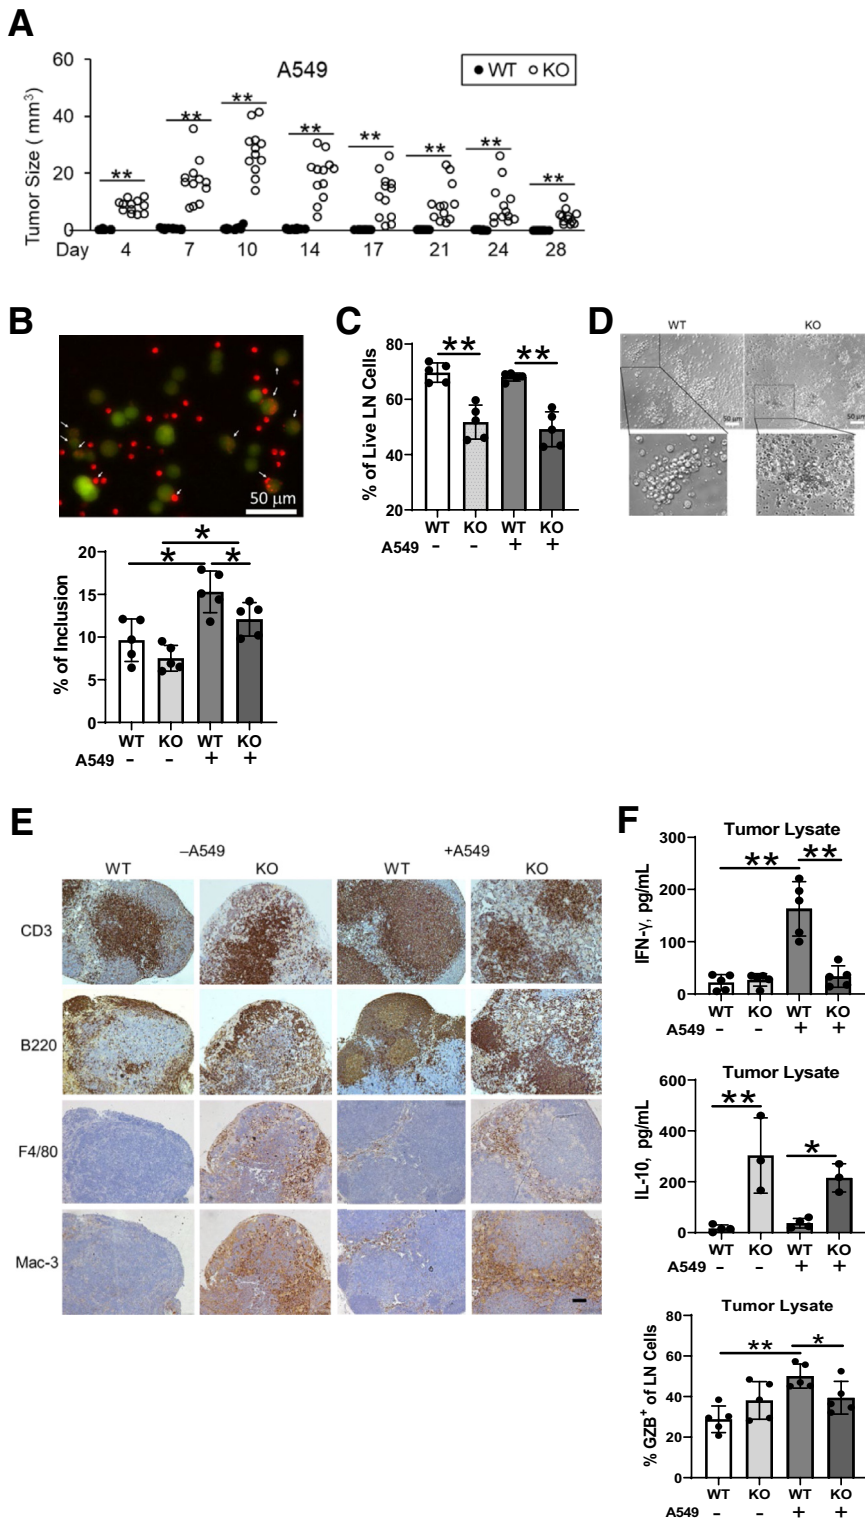 A
A549
● WT ○ KO
Tumor Size ( mm³)
60
40
20
0
** ** ** ** ** ** ** **
Day 4 7 10 14 17 21 24 28
B
50 µm
% of Inclusion
20
15
10
5
0
* * *
WT KO WT KO
A549 - - + +
C
% of Live LN Cells
80
60
40
20
** **
WT KO WT KO
A549 - - + +
D
WT KO
50 µm 50 µm
E
–A549 +A549
WT KO WT KO
CD3
B220
F4/80
Mac-3
F
Tumor Lysate
IFN-γ, pg/mL
300
200
100
0
** **
WT KO WT KO
A549 - - + +
Tumor Lysate
IL-10, pg/mL
600
400
200
0
** *
WT KO WT KO
A549 - - + +
Tumor Lysate
% GZB⁺ of LN Cells
80
60
40
20
0
** *
WT KO WT KO
A549 - - + +